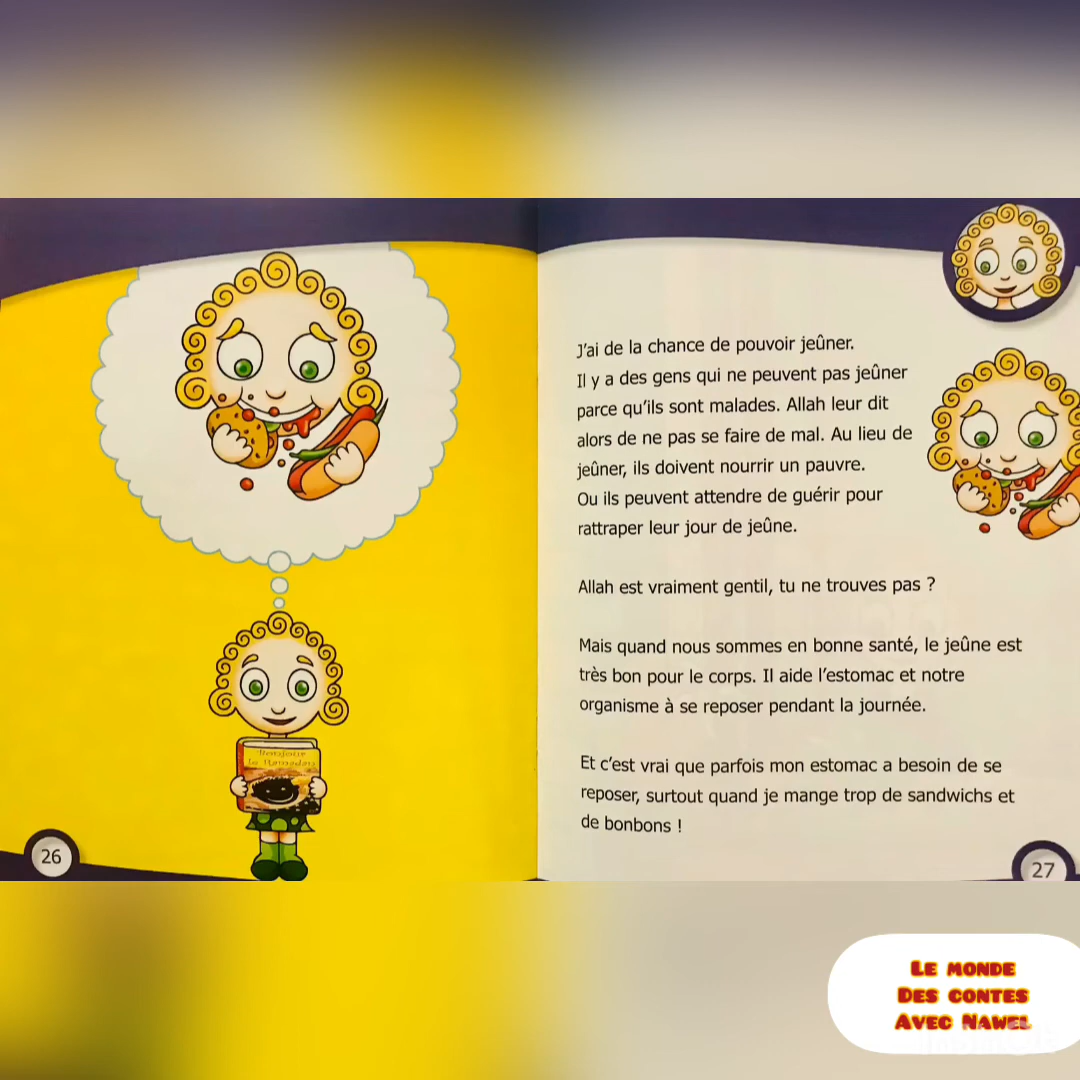 Bonjour
le Ramadan
26
J'ai de la chance de pouvoir jeûner.
Il y a des gens qui ne peuvent pas jeûner
parce qu'ils sont malades. Allah leur dit
alors de ne pas se faire de mal. Au lieu de
jeûner, ils doivent nourrir un pauvre.
Ou ils peuvent attendre de guérir pour
rattraper leur jour de jeûne.
Allah est vraiment gentil, tu ne trouves pas ?
Mais quand nous sommes en bonne santé, le jeûne est
très bon pour le corps. Il aide l'estomac et notre
organisme à se reposer pendant la journée.
Et c'est vrai que parfois mon estomac a besoin de se
reposer, surtout quand je mange trop de sandwichs et
de bonbons !
27
Le monde
Des contes
Avec Nawel